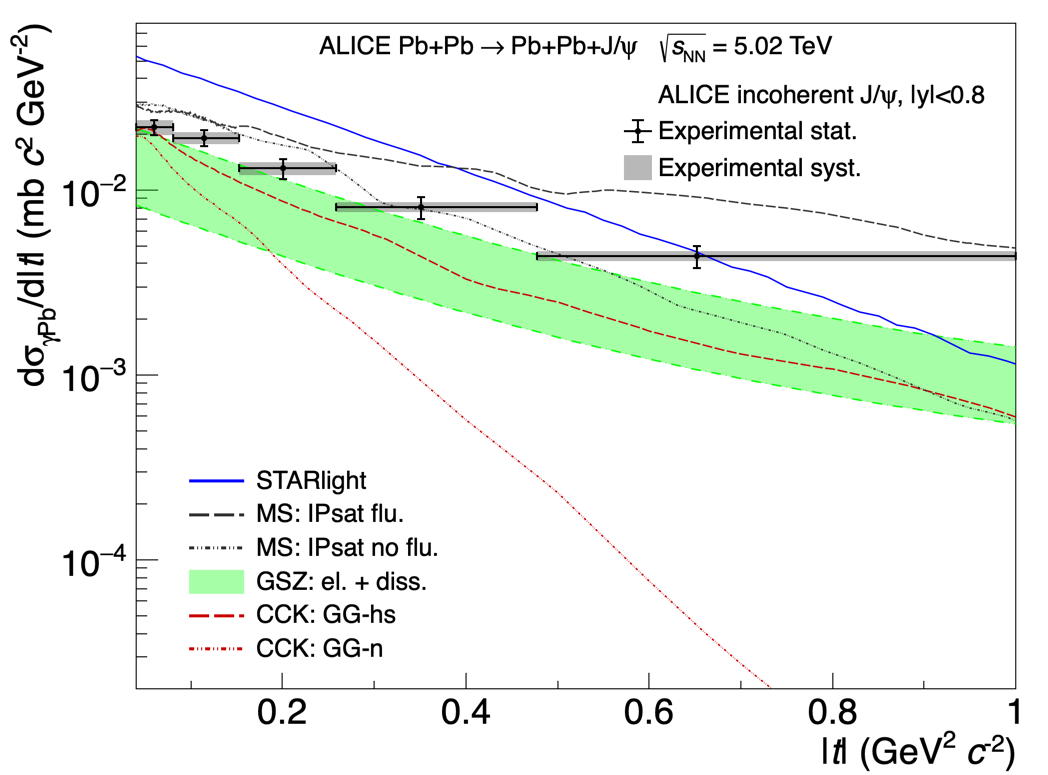 ALICE Pb+Pb → Pb+Pb+J/ψ √sNN = 5.02 TeV
ALICE incoherent J/ψ, |y|<0.8
Experimental stat.
Experimental syst.
dσγPb/d|t| (mb c² GeV⁻²)
10⁻²
10⁻³
10⁻⁴
STARlight
MS: IPsat flu.
MS: IPsat no flu.
GSZ: el. + diss.
CCK: GG-hs
CCK: GG-n
0.2 0.4 0.6 0.8 1
|t| (GeV² c⁻²)